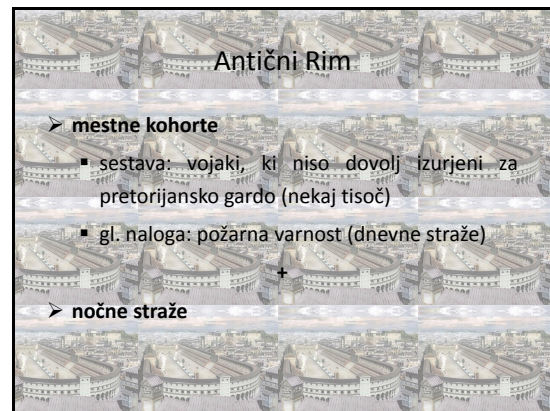 Antični Rim
➢ mestne kohorte
▪ sestava: vojaki, ki niso dovolj izurjeni za
pretorijansko gardo (nekaj tisoč)
▪ gl. naloga: požarna varnost (dnevne straže)
+
➢ nočne straže